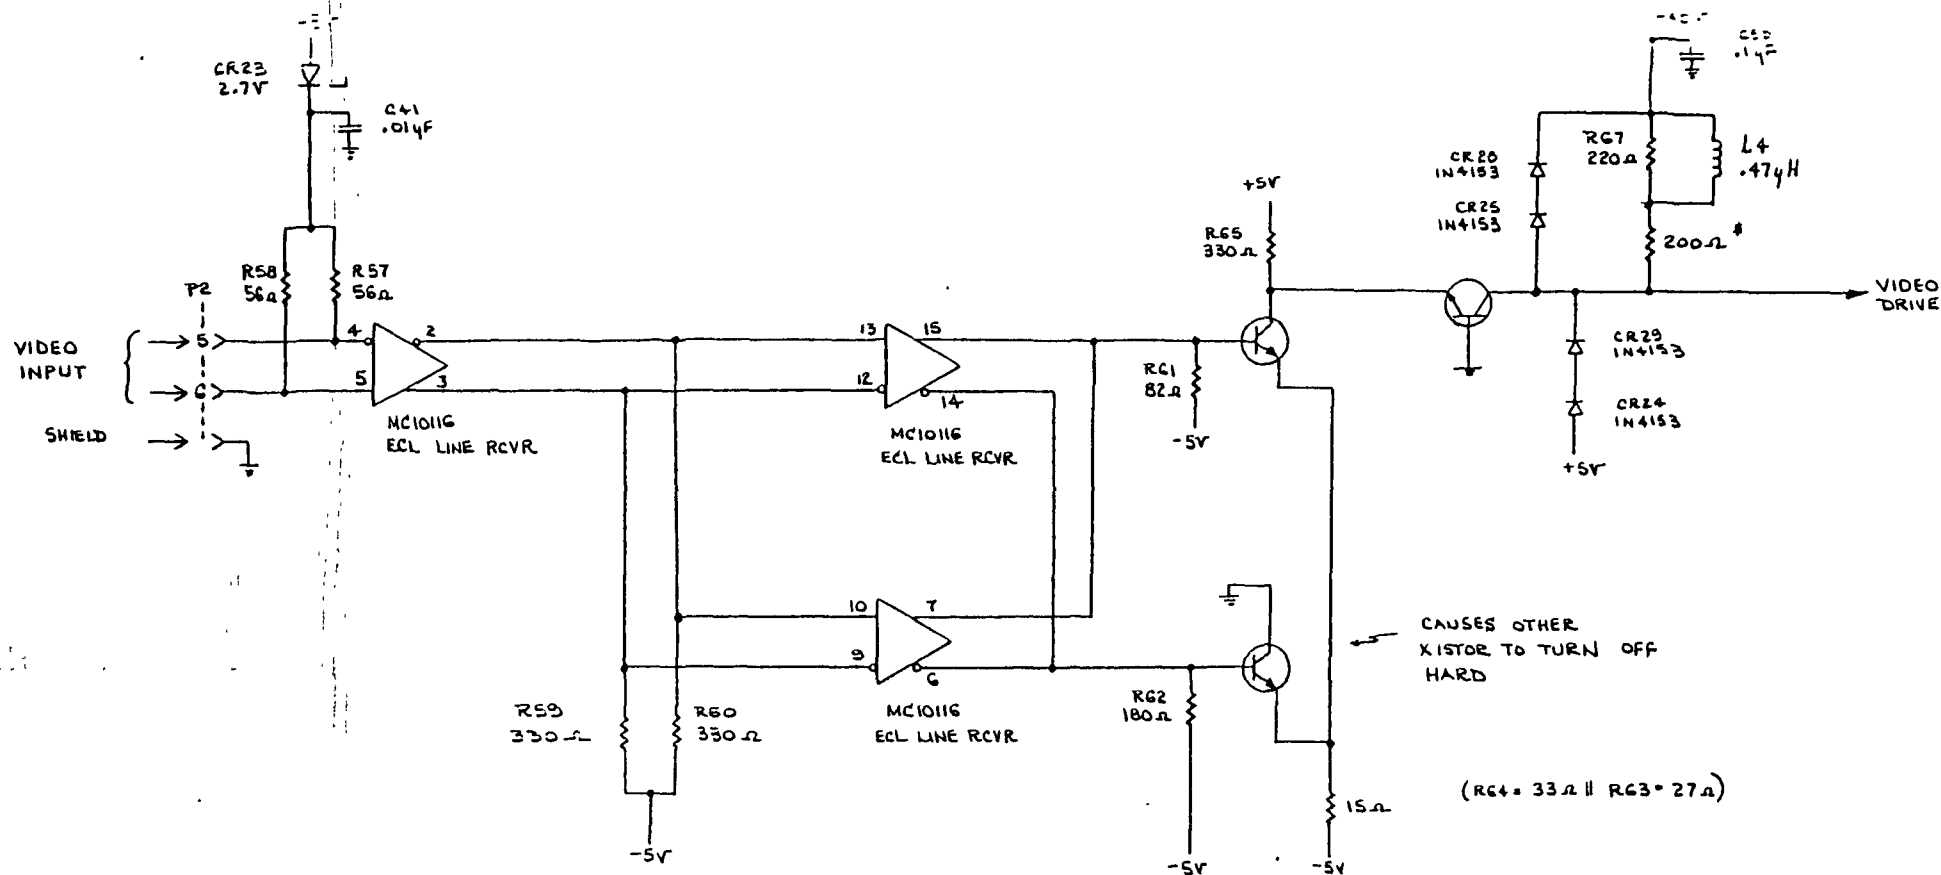 CR23
2.7V
C41
.01µF
R58
56Ω
R57
56Ω
P2
VIDEO
INPUT
5
6
SHIELD
4
5
2
3
MC10116
ECL LINE RCVR
R59
330Ω
R60
330Ω
-5V
13
12
15
14
MC10116
ECL LINE RCVR
10
9
7
6
MC10116
ECL LINE RCVR
R61
82Ω
-5V
R62
180Ω
-5V
+5V
R65
330Ω
15Ω
-5V
CAUSES OTHER
XISTOR TO TURN OFF
HARD
(R64= 33Ω || R63= 27Ω)
.1µF
CR28
1N4153
CR25
1N4153
R67
220Ω
L4
.47µH
200Ω *
CR29
1N4153
CR24
1N4153
+5V
VIDEO
DRIVE